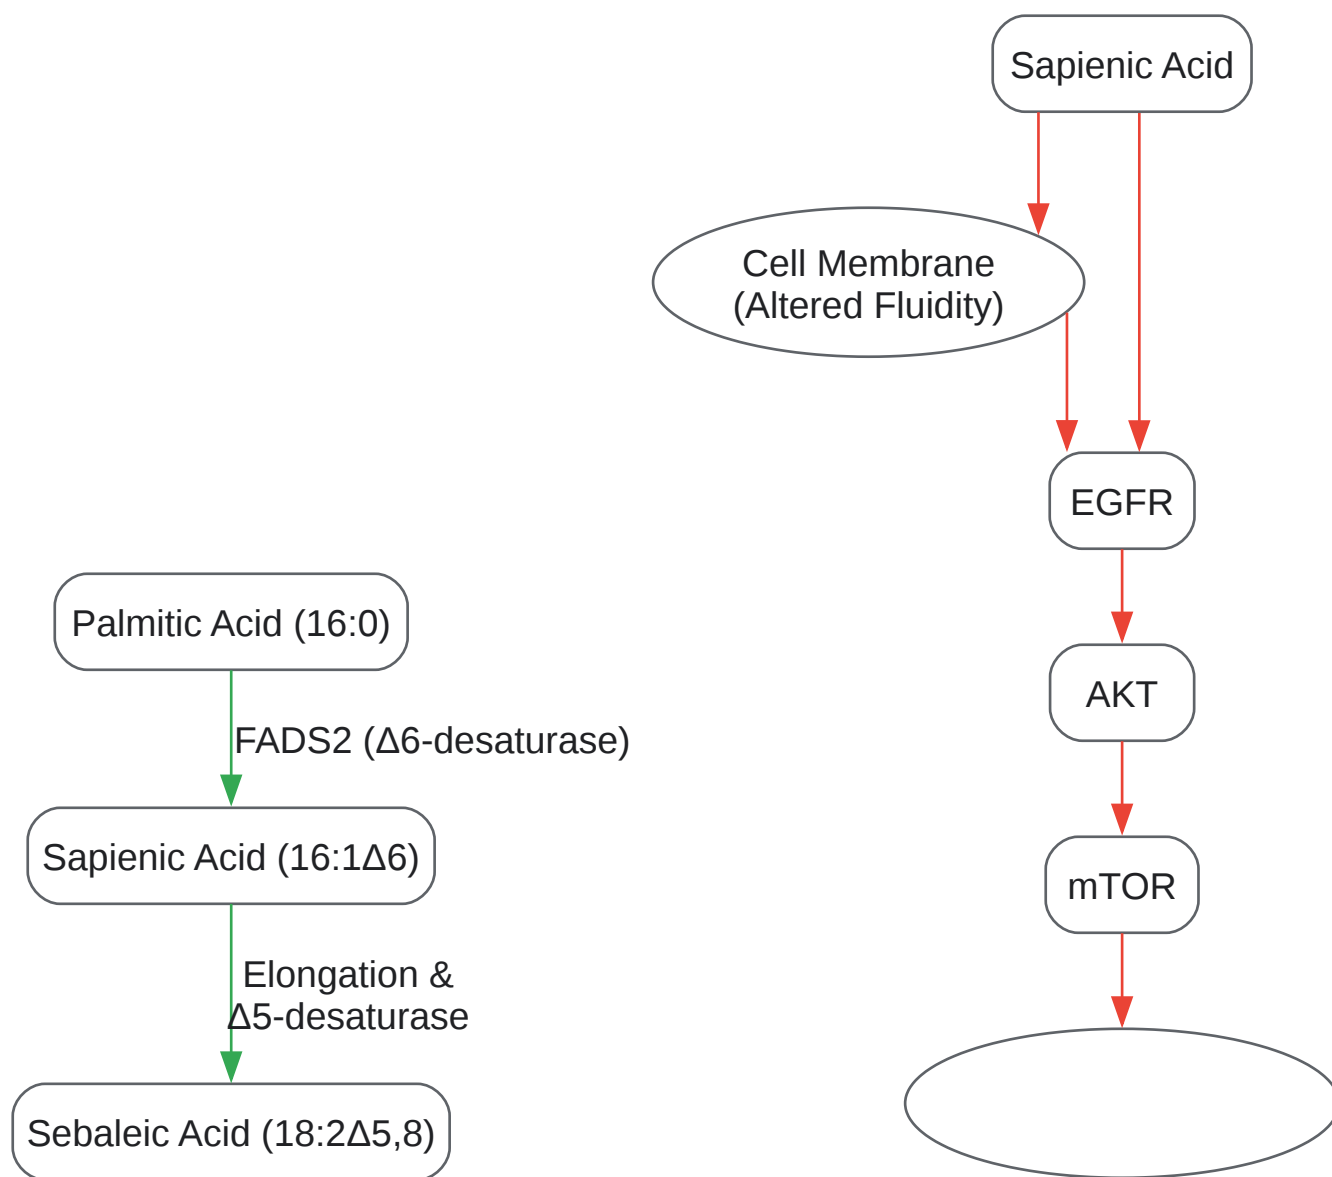 Sapienic Acid
Cell Membrane
(Altered Fluidity)
EGFR
Palmitic Acid (16:0)
AKT
FADS2 (Δ6-desaturase)
Sapienic Acid (16:1Δ6)
mTOR
Elongation &
Δ5-desaturase
Sebaleic Acid (18:2Δ5,8)